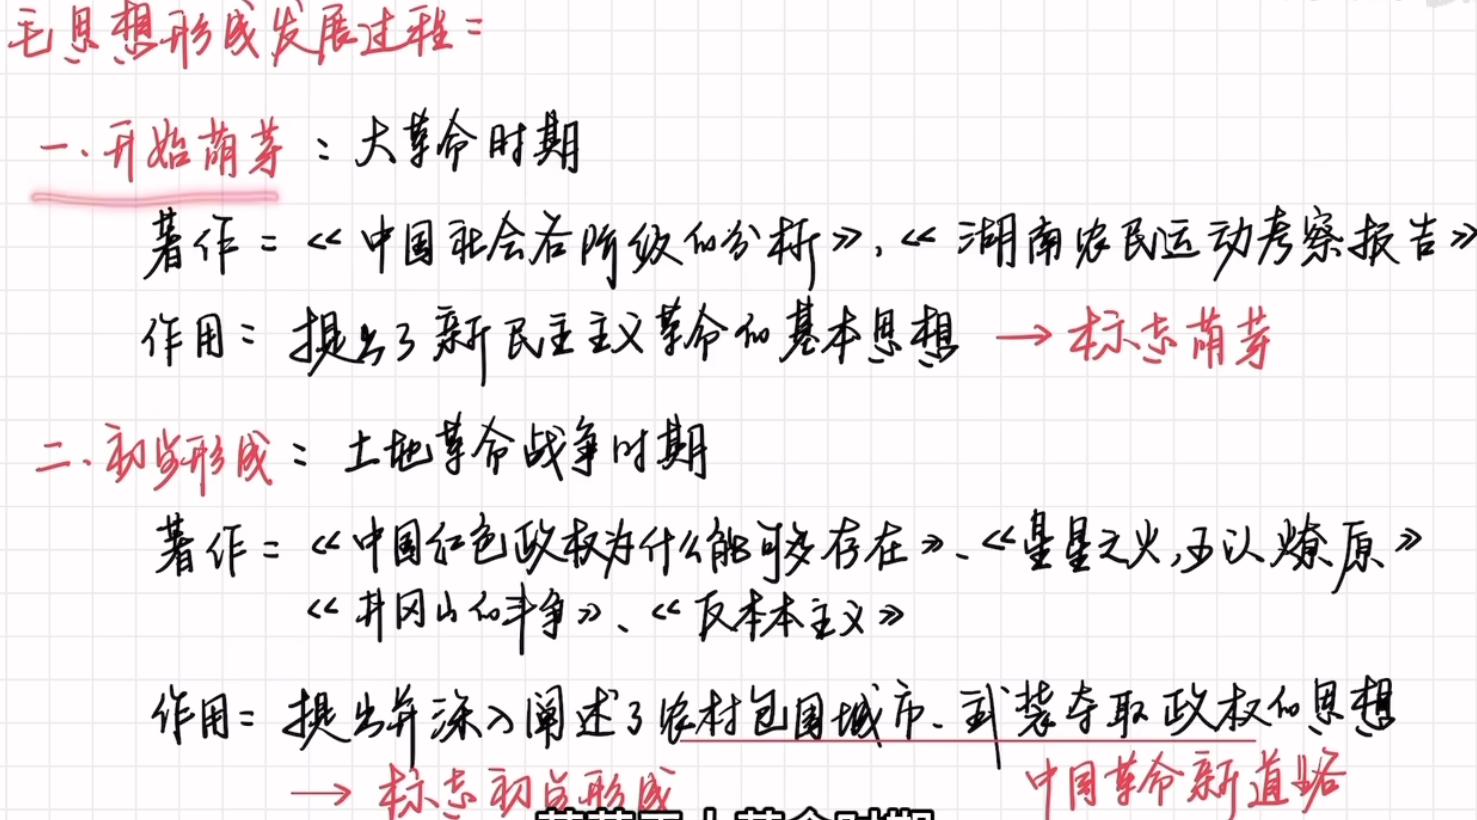 毛思想形成发展过程：
一、开始萌芽：大革命时期
著作：《中国社会各阶级的分析》，《湖南农民运动考察报告》
作用：提出了新民主主义革命的基本思想 → 标志萌芽
二、初步形成：土地革命战争时期
著作：《中国红色政权为什么能够存在》、《星星之火，可以燎原》
《井冈山的斗争》、《反本本主义》
作用：提出并深入阐述了农村包围城市、武装夺取政权的思想
→ 标志初步形成 中国革命新道路